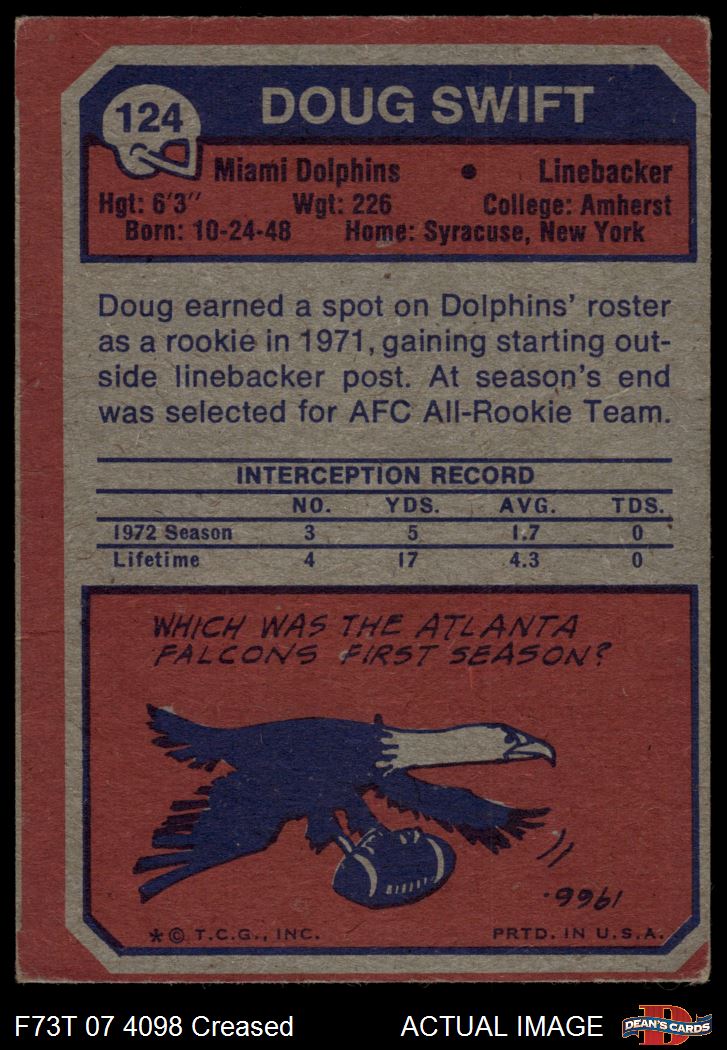 124
DOUG SWIFT
Miami Dolphins • Linebacker
Hgt: 6'3" Wgt: 226 College: Amherst
Born: 10-24-48 Home: Syracuse, New York
Doug earned a spot on Dolphins' roster
as a rookie in 1971, gaining starting out-
side linebacker post. At season's end
was selected for AFC All-Rookie Team.
INTERCEPTION RECORD
NO. YDS. AVG. TDS.
1972 Season 3 5 1.7 0
Lifetime 4 17 4.3 0
WHICH WAS THE ATLANTA
FALCONS FIRST SEASON?
1966.
*© T.C.G., INC. PRTD. IN U.S.A.
F73T 07 4098 Creased ACTUAL IMAGE
D
DEAN'S CARDS